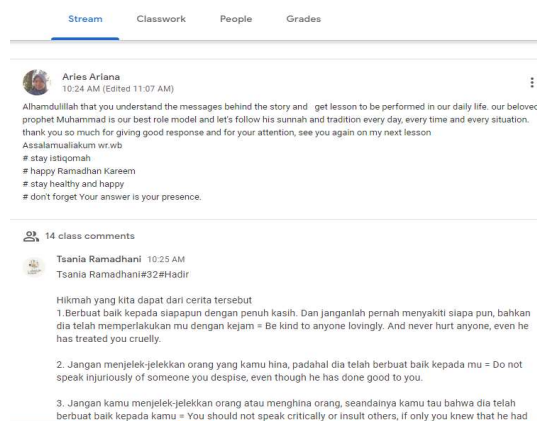 Stream Classwork People Grades
Aries Ariana
10:24 AM (Edited 11:07 AM)
Alhamdulillah that you understand the messages behind the story and get lesson to be performed in our daily life. our beloved
prophet Muhammad is our best role model and let's follow his sunnah and tradition every day, every time and every situation.
thank you so much for giving good response and for your attention, see you again on my next lesson
Assalamualiakum wr.wb
# stay istiqomah
# happy Ramadhan Kareem
# stay healthy and happy
# don't forget Your answer is your presence.
14 class comments
Tsania Ramadhani 10:25 AM
Tsania Ramadhani#32#Hadir
Hikmah yang kita dapat dari cerita tersebut
1.Berbuat baik kepada siapapun dengan penuh kasih. Dan janganlah pernah menyakiti siapa pun, bahkan
dia telah memperlakukan mu dengan kejam = Be kind to anyone lovingly. And never hurt anyone, even he
has treated you cruelly.
2. Jangan menjelek-jelekkan orang yang kamu hina, padahal dia telah berbuat baik kepada mu = Do not
speak injuriously of someone you despise, even though he has done good to you.
3. Jangan kamu menjelek-jelekkan orang atau menghina orang, seandainya kamu tau bahwa dia telah
berbuat baik kepada kamu = You should not speak critically or insult others, if only you knew that he had